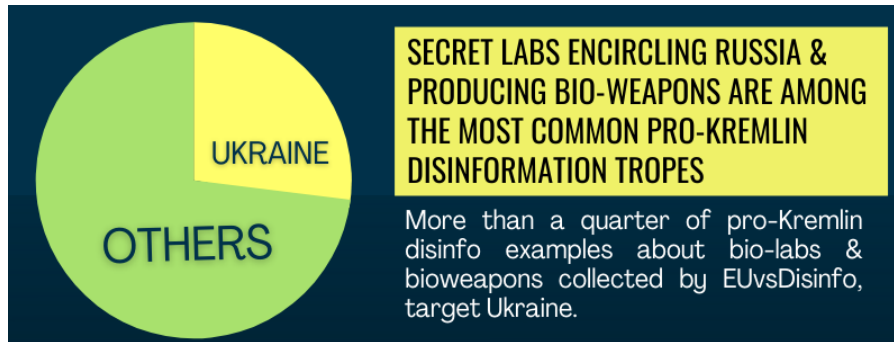 UKRAINE
OTHERS
SECRET LABS ENCIRCLING RUSSIA &
PRODUCING BIO-WEAPONS ARE AMONG
THE MOST COMMON PRO-KREMLIN
DISINFORMATION TROPES
More than a quarter of pro-Kremlin
disinfo examples about bio-labs &
bioweapons collected by EUvsDisinfo,
target Ukraine.